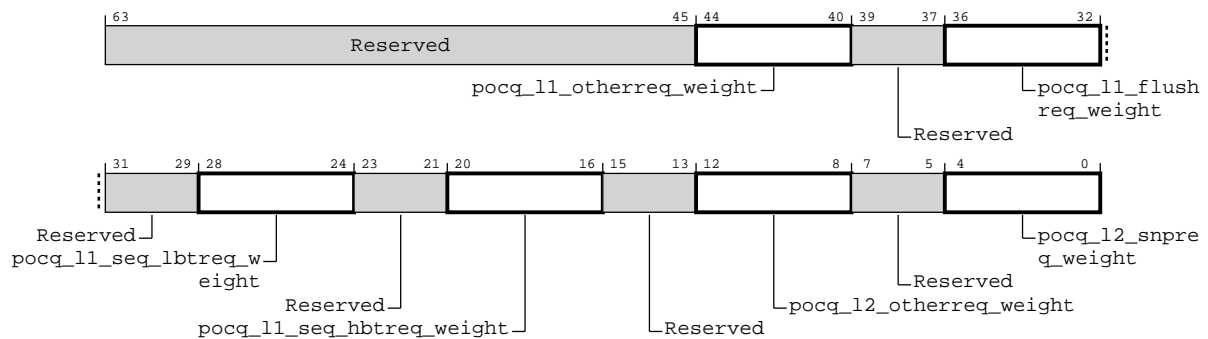 63 45 44 40 39 37 36 32
Reserved
pocq_l1_otherreq_weight
pocq_l1_flush
req_weight
Reserved
31 29 28 24 23 21 20 16 15 13 12 8 7 5 4 0
Reserved
pocq_l1_seq_lbtreq_w
eight
Reserved
pocq_l1_seq_hbtreq_weight
Reserved
pocq_l2_otherreq_weight
Reserved
pocq_l2_snpre
q_weight